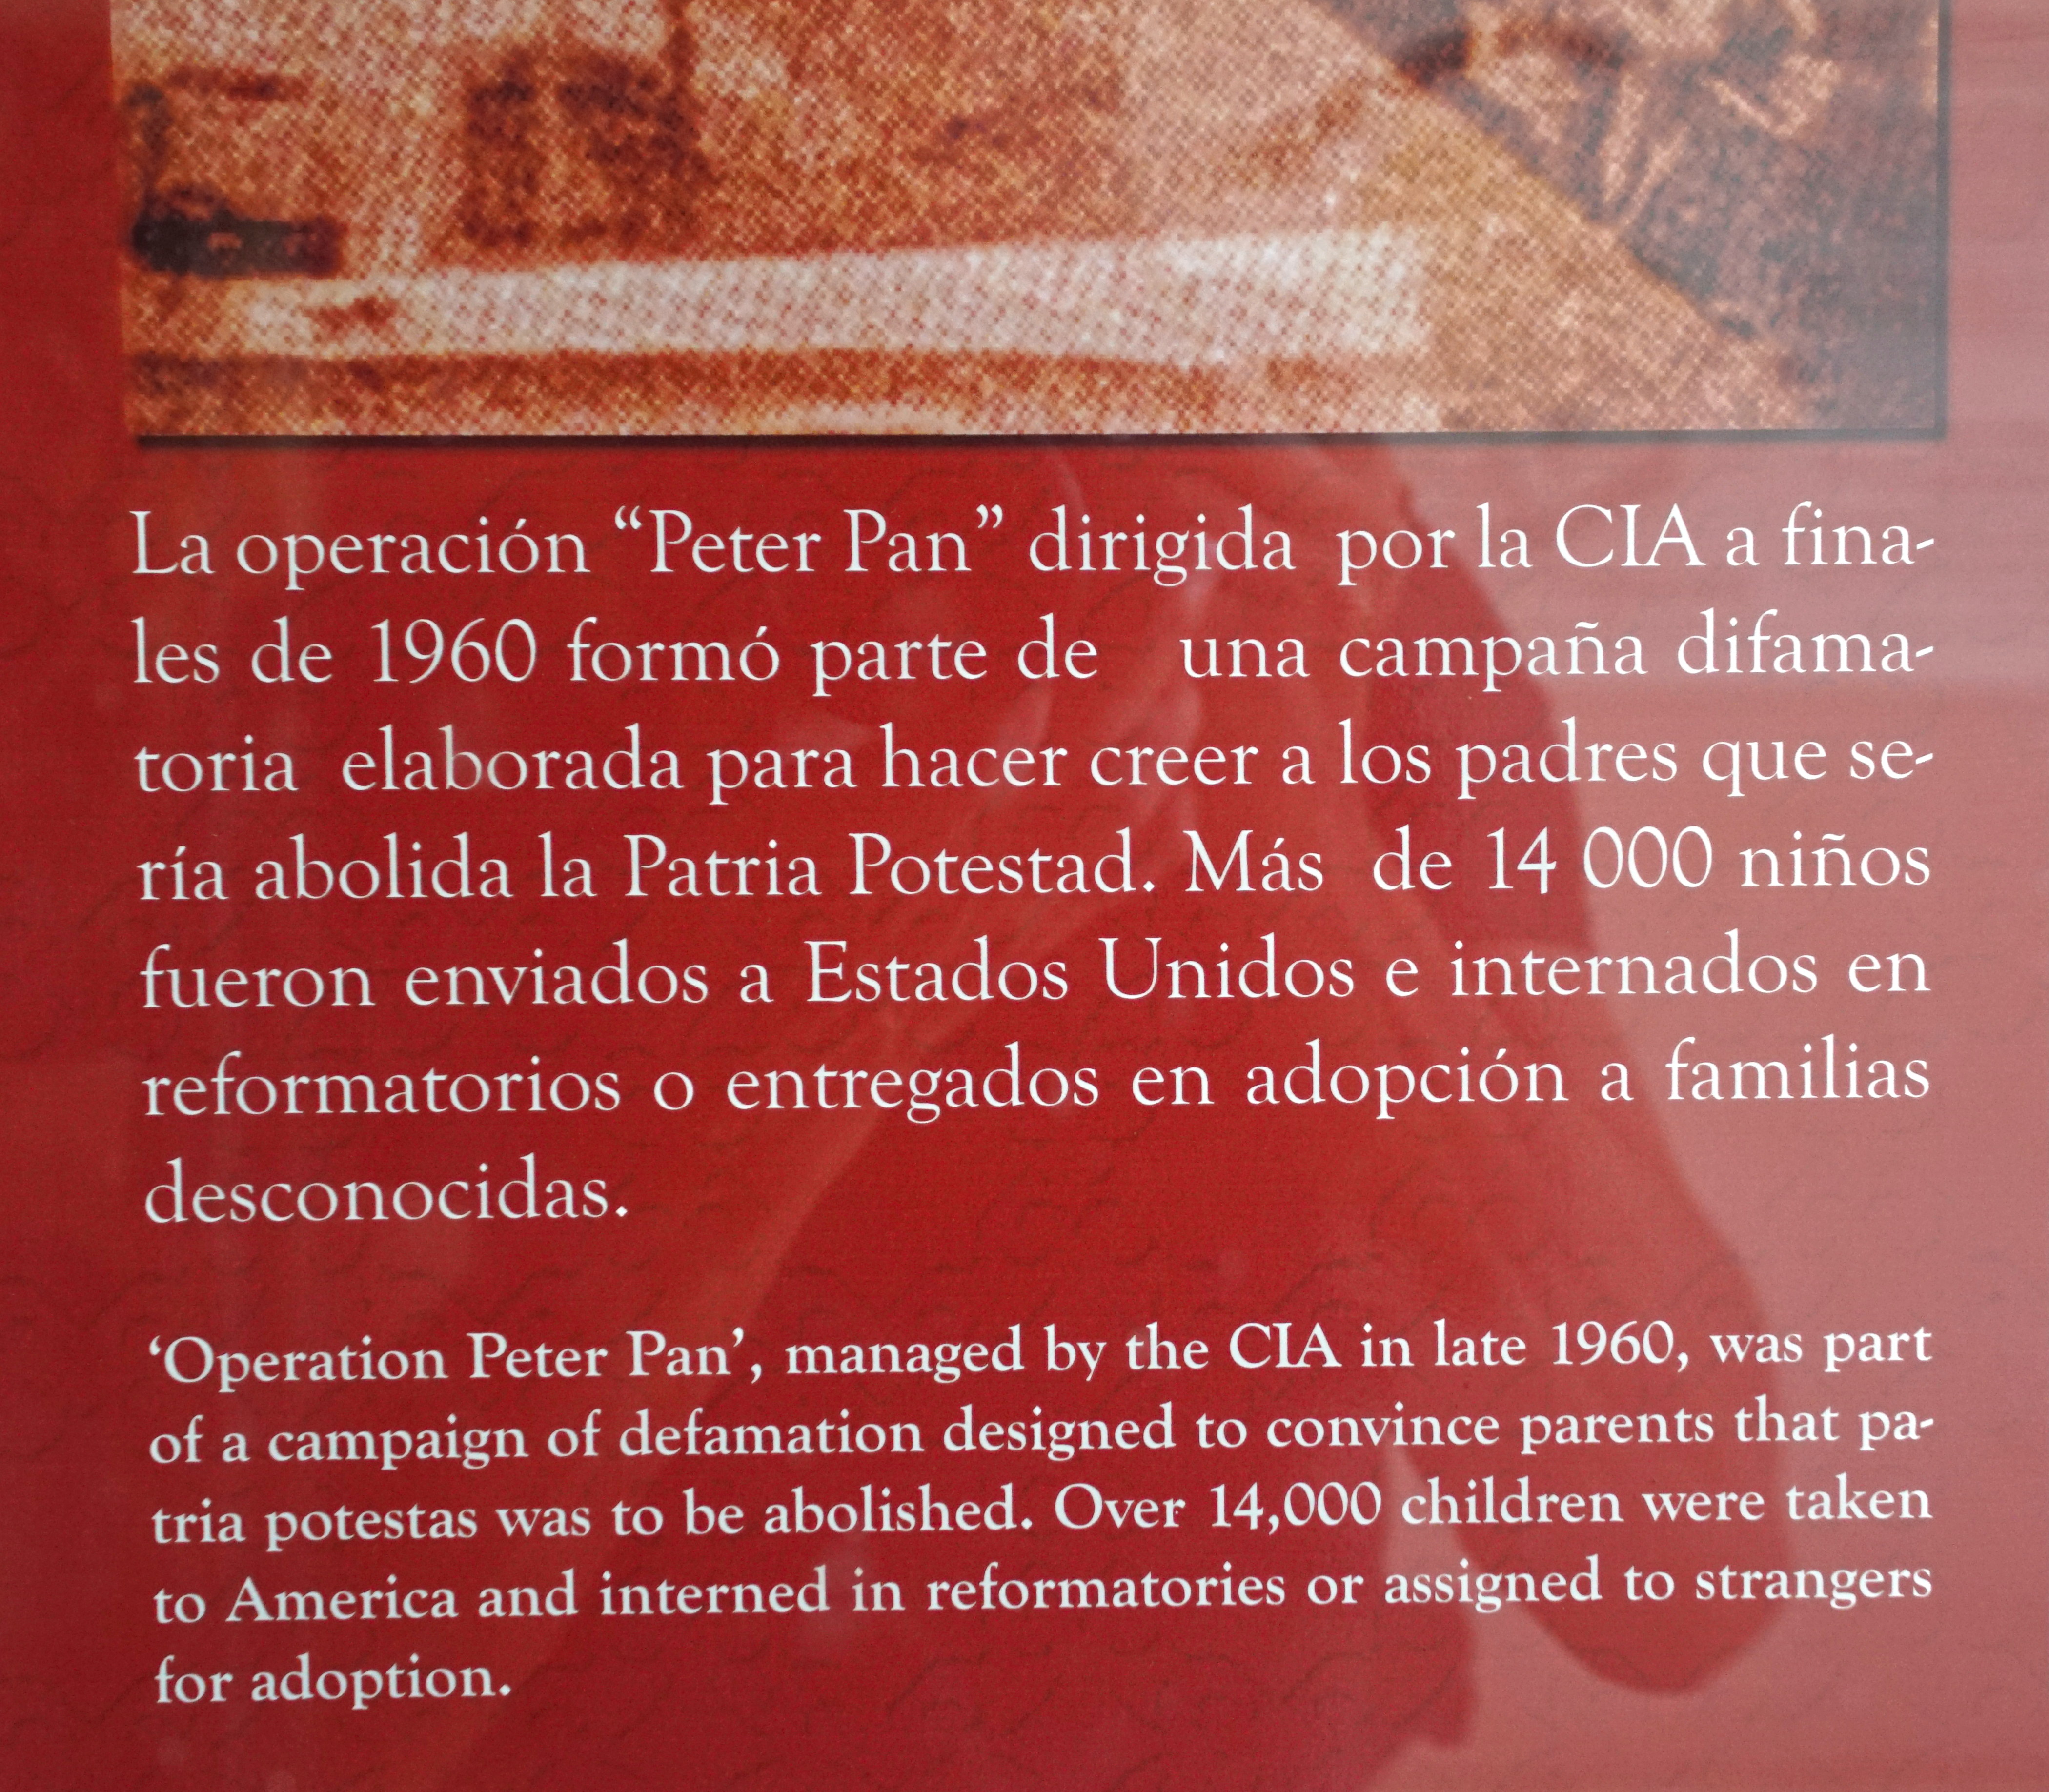 La operación “Peter Pan” dirigida por la CIA a fina-
les de 1960 formó parte de una campaña difama-
toria elaborada para hacer creer a los padres que se-
ría abolida la Patria Potestad. Más de 14 000 niños
fueron enviados a Estados Unidos e internados en
reformatorios o entregados en adopción a familias
desconocidas.
‘Operation Peter Pan’, managed by the CIA in late 1960, was part
of a campaign of defamation designed to convince parents that pa-
tria potestas was to be abolished. Over 14,000 children were taken
to America and interned in reformatories or assigned to strangers
for adoption.